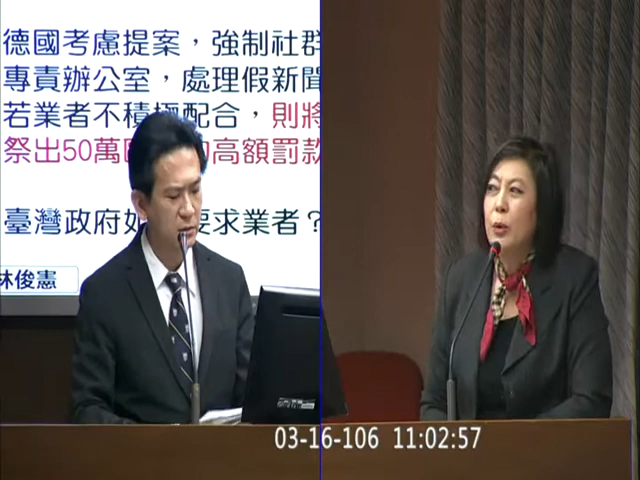 德國考慮提案，強制社群
專責辦公室，處理假新聞
若業者不積極配合，則將
祭出50萬 的高額罰款
臺灣政府如 要求業者？
林俊憲
03-16-106 11:02:57